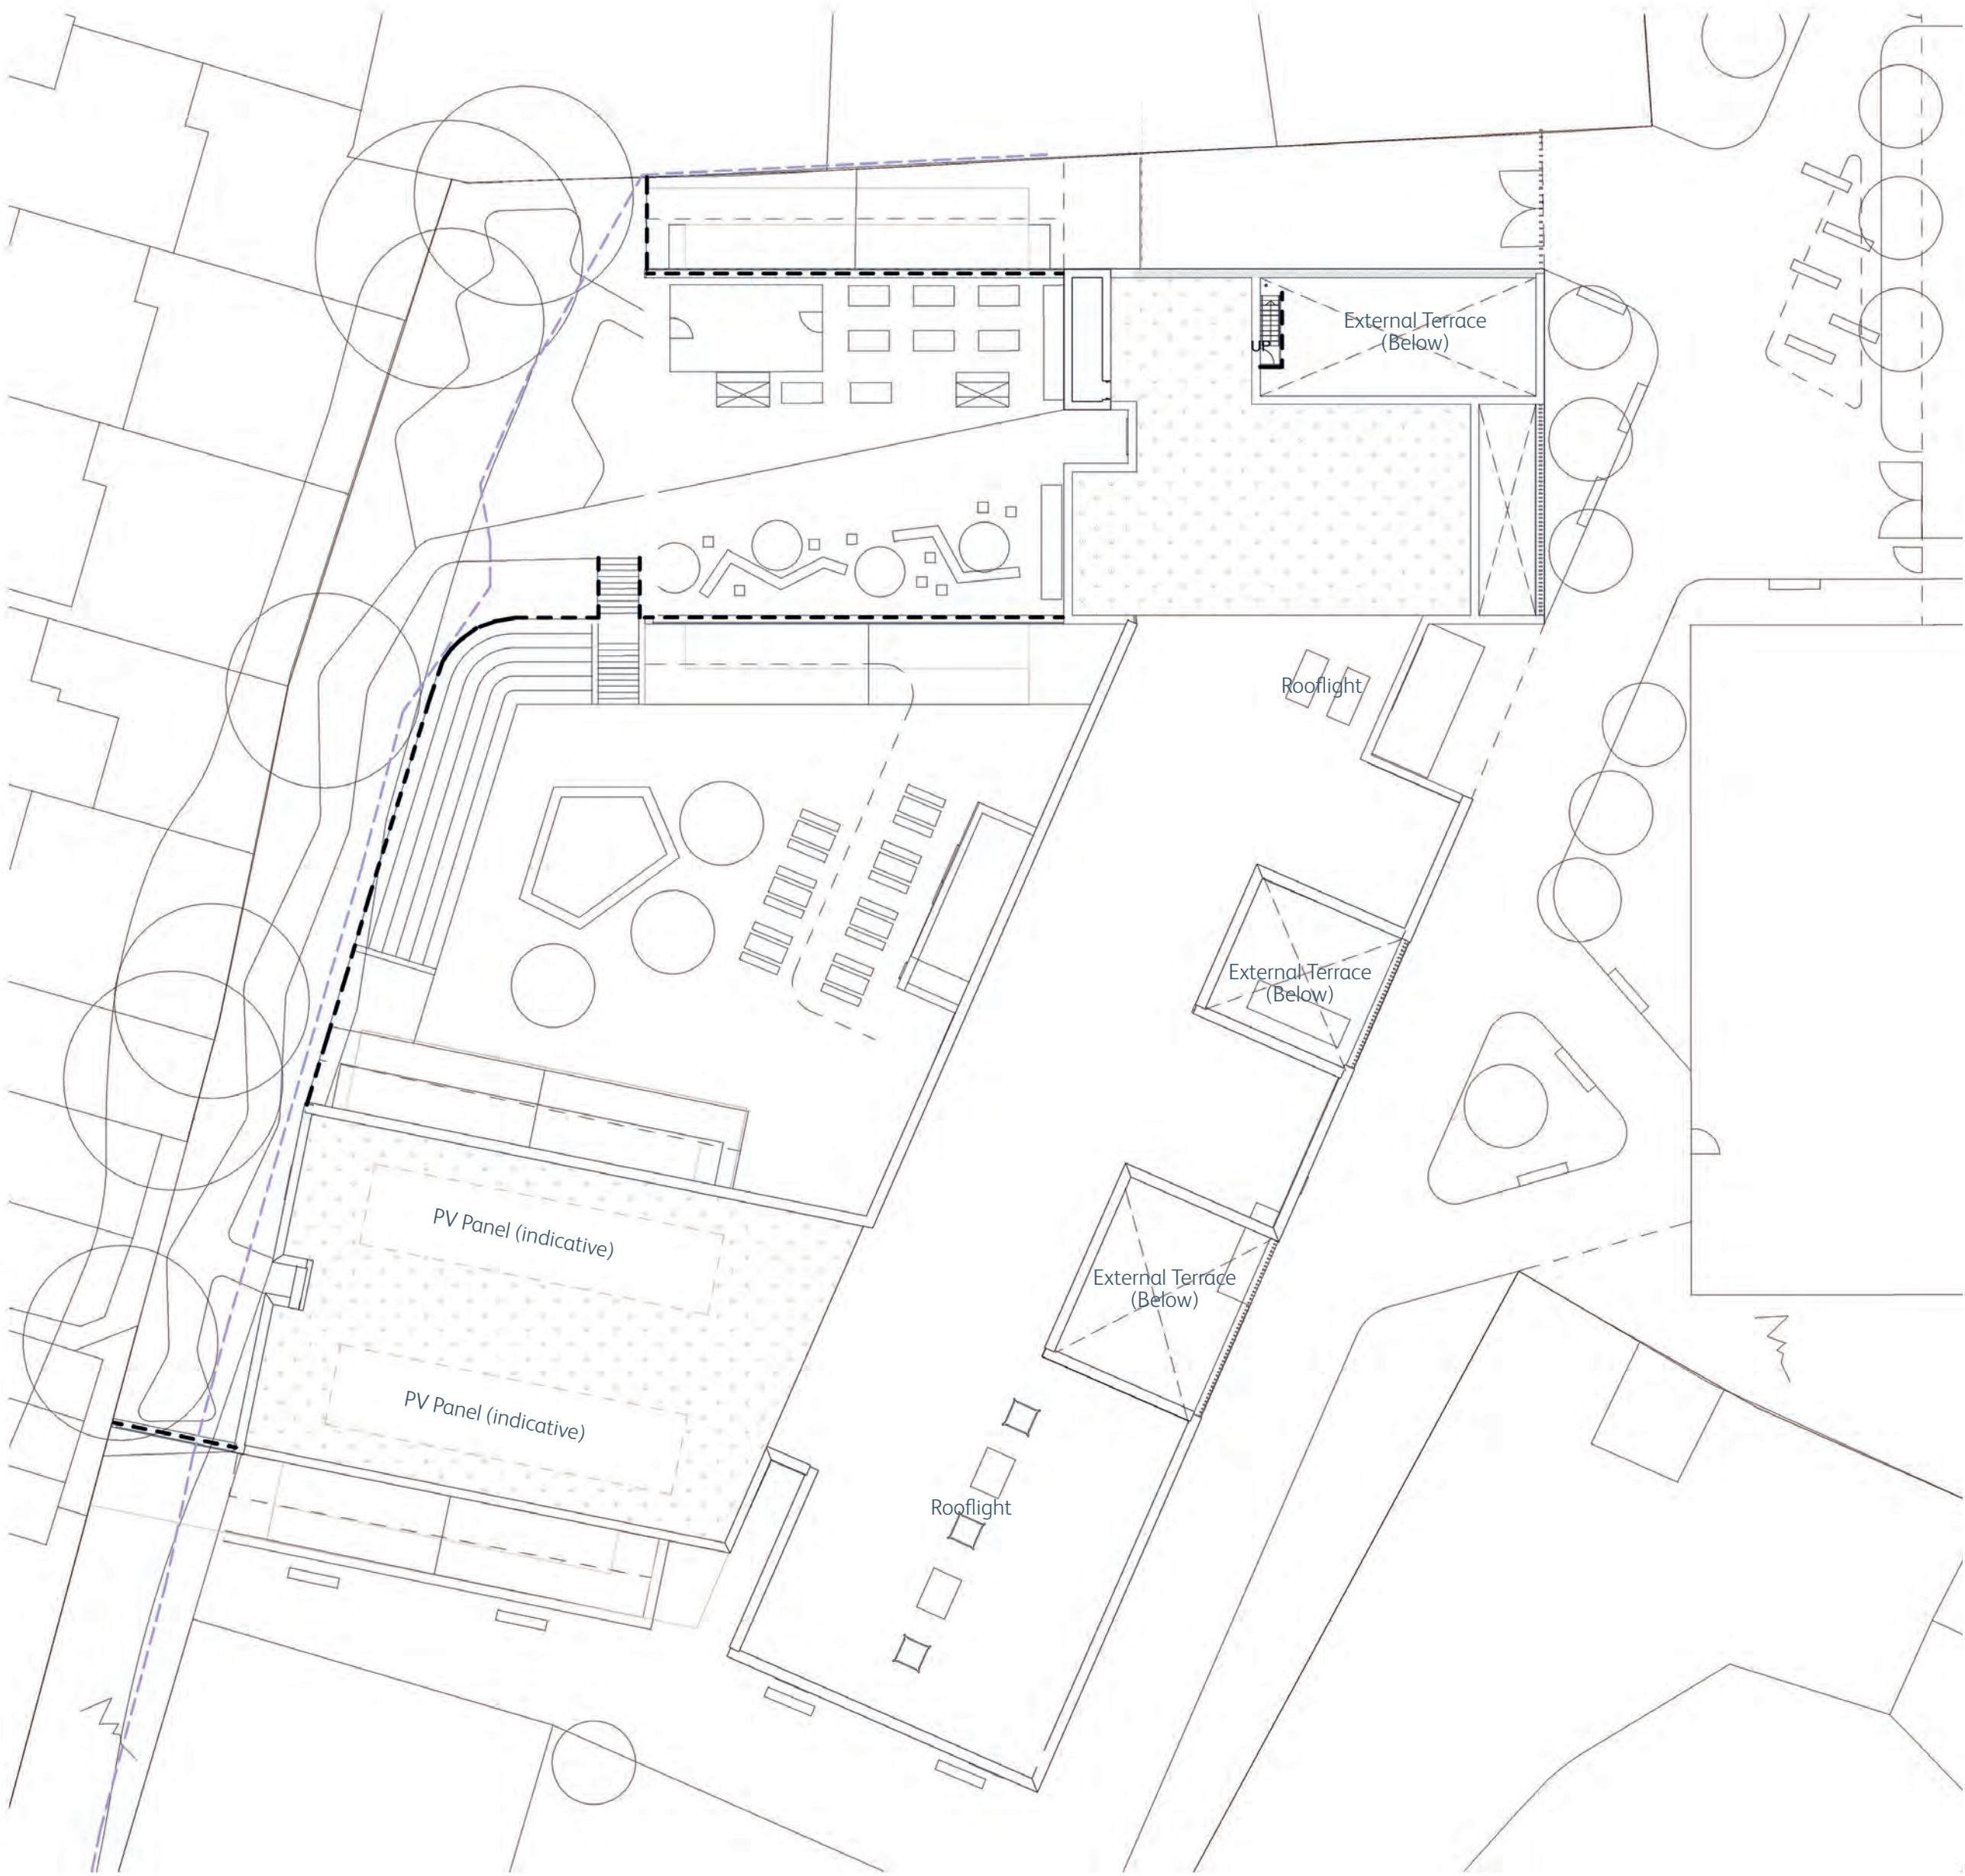 External Terrace
(Below)
UP
Rooflight
External Terrace
(Below)
PV Panel (indicative)
External Terrace
(Below)
PV Panel (indicative)
Rooflight